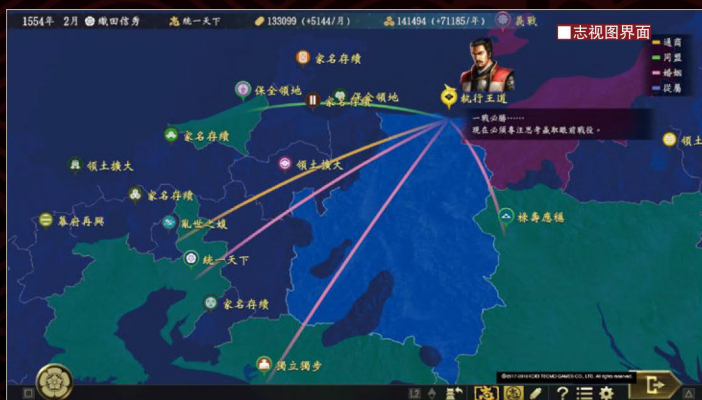 1554年 2月 織田信秀 統一天下 133099 (+5144/月) 141494 (+71185/年) 義戰
■志视图界面
通商
同盟
婚姻
從屬
家名存續
保全領地
家名存續
保全領地
執行王道
一戰必勝⋯⋯
現在必須專注思考贏取眼前戰役。
家名存續
領土擴大
領土擴大
領土
家名存續
幕府再興
亂世之
祿壽應穩
統一天下
家名存續
獨立獨步
©2017-2018 KOEI TECMO GAMES CO., LTD. All rights reserved.
L2